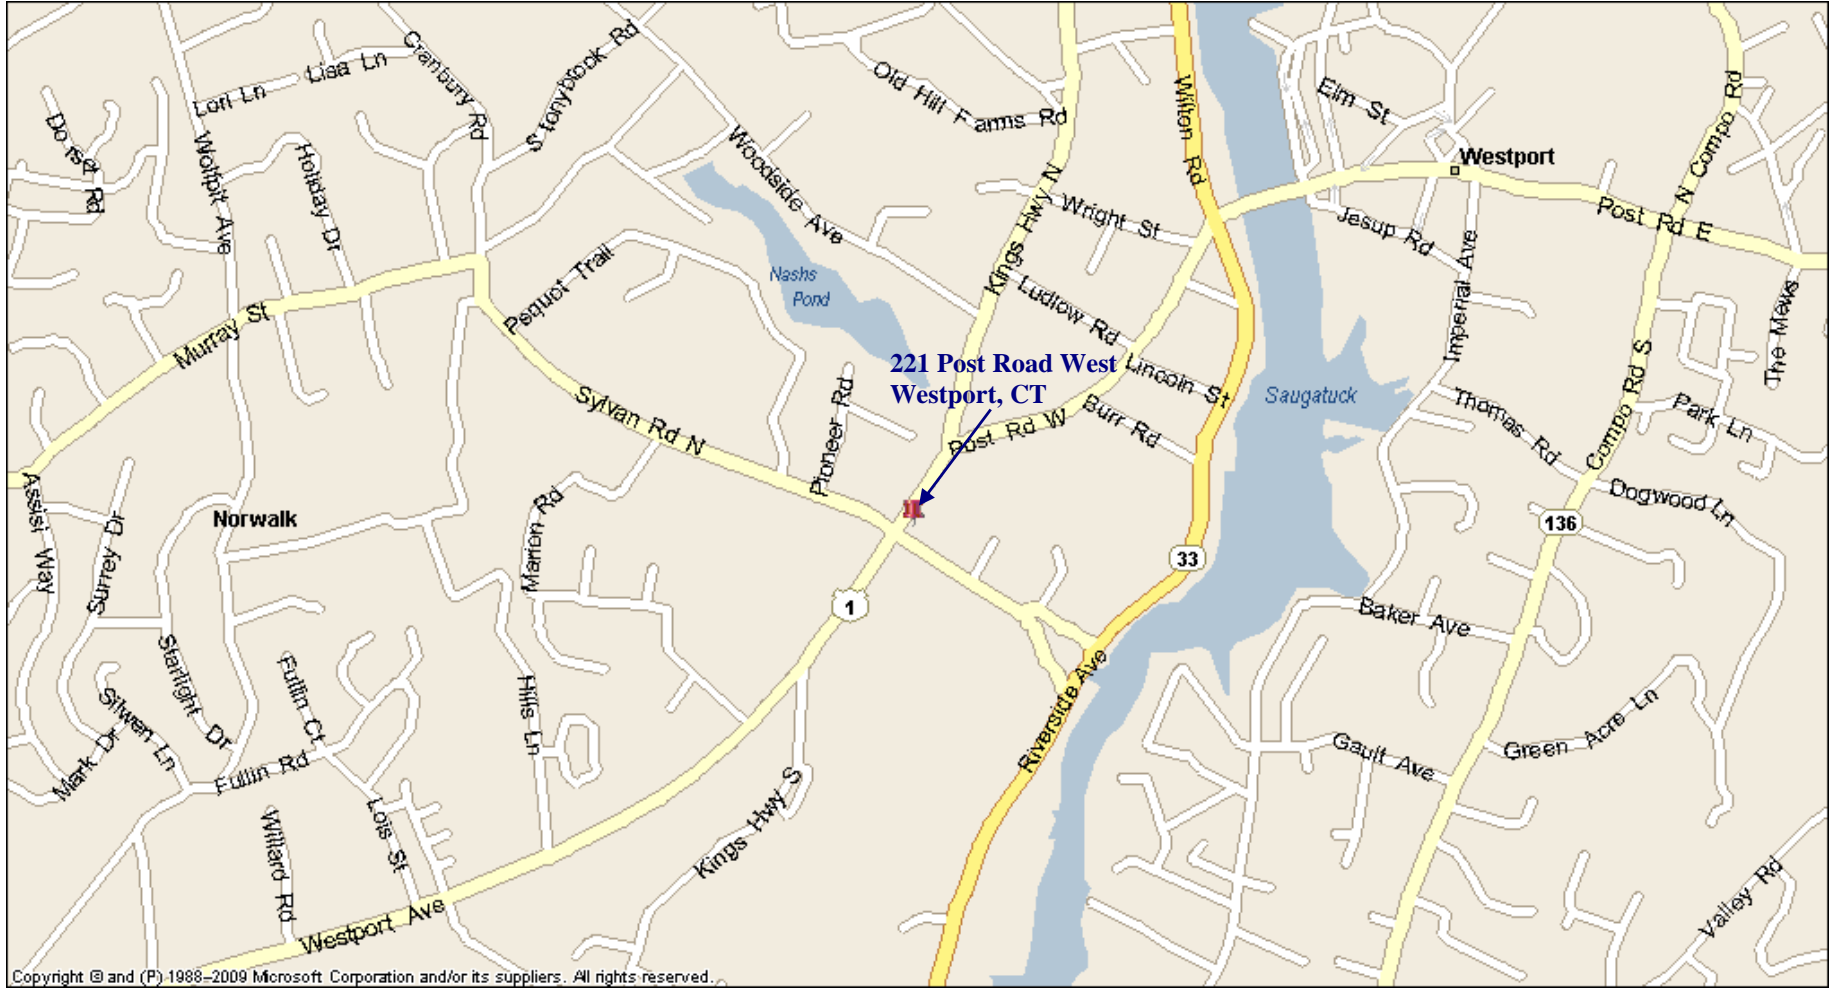 Lori Ln
Lisa Ln
Cranbury Rd
Stonybrook Rd
Old Hill Farms Rd
Wilton Rd
Elm St
N Compo Rd
Dorset Rd
Wolfpit Ave
Holiday Dr
Woodside Ave
Kings Hwy N
Wright St
Westport
Jesup Rd
Post Rd E
Imperial Ave
The Mews
Pequot Trail
Nashs
Pond
Ludlow Rd
Murray St
221 Post Road West
Westport, CT
Lincoln St
Saugatuck
Sylvan Rd N
Pioneer Rd
Post Rd W
Burr Rd
Thomas Rd
Compo Rd S
Park Ln
Dogwood Ln
Assisi Way
Surrey Dr
Norwalk
Marion Rd
136
33
1
Baker Ave
Starlight Dr
Fullin Ct
Silwen Ln
Mark Dr
Fullin Rd
Hills Ln
Riverside Ave
Green Acre Ln
Gault Ave
Willard Rd
Lois St
Kings Hwy S
Westport Ave
Valley Rd
Copyright © and (P) 1988–2009 Microsoft Corporation and/or its suppliers. All rights reserved.